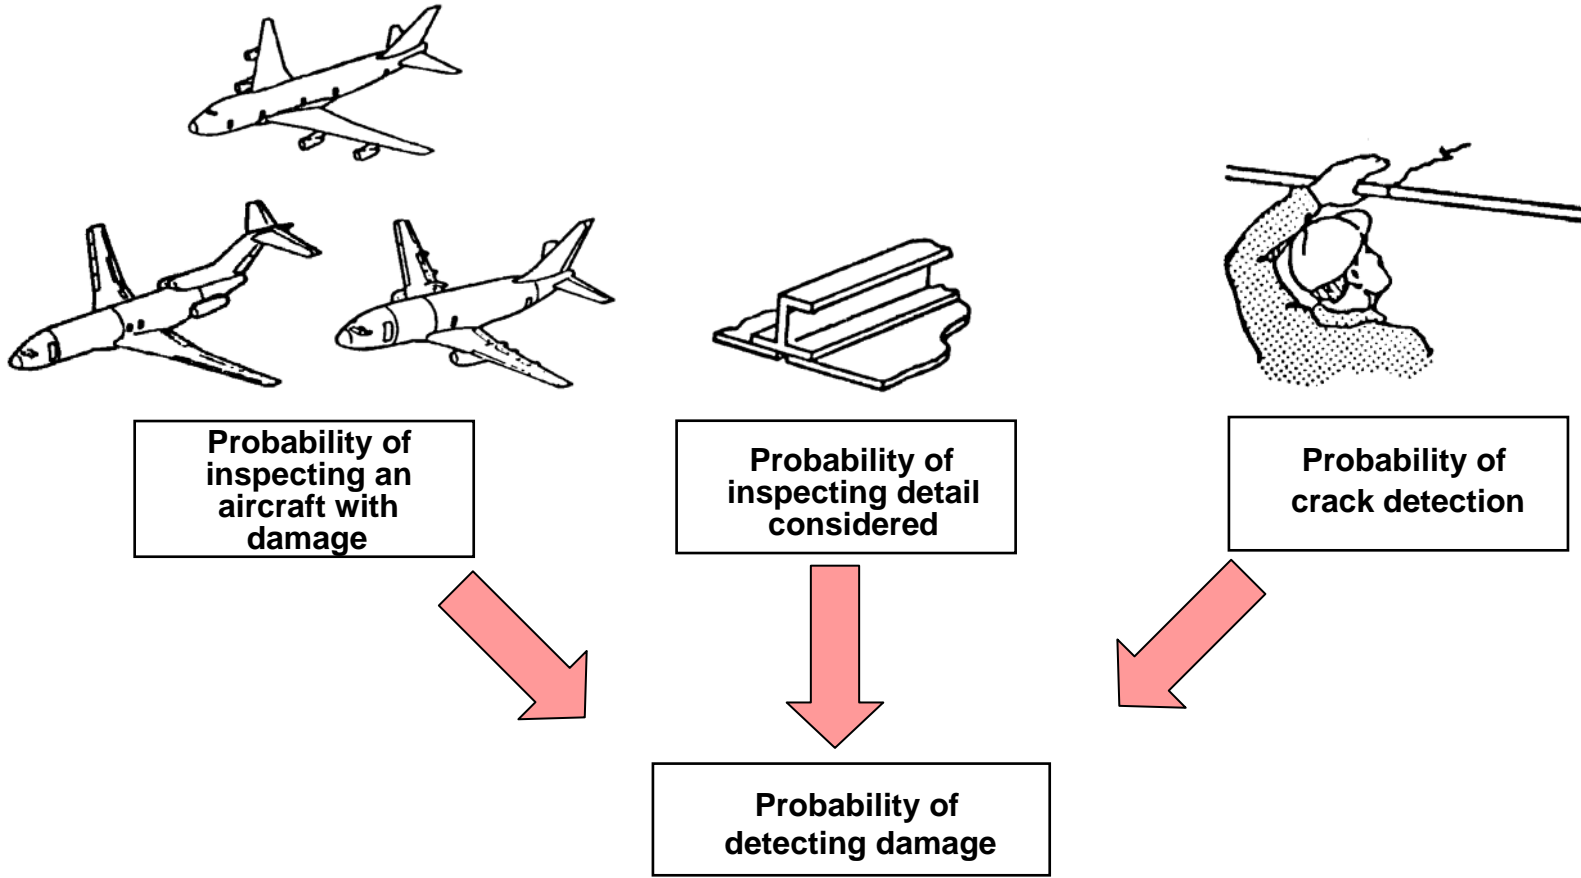 Probability of
inspecting an
aircraft with
damage
Probability of
inspecting detail
considered
Probability of
crack detection
Probability of
detecting damage